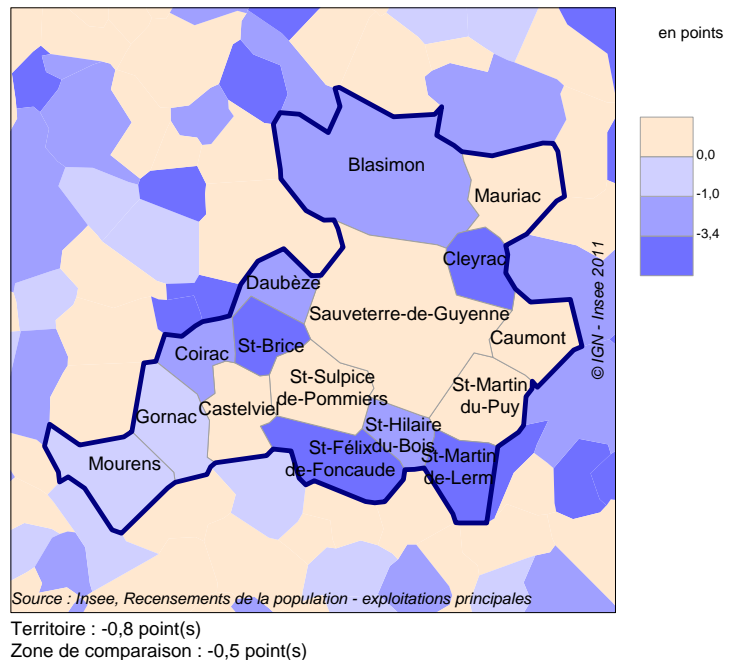 en points
0,0
-1,0
-3,4
Blasimon
Mauriac
Cleyrac
Daubèze
Sauveterre-de-Guyenne
Caumont
St-Brice
Coirac
St-Sulpice
de-Pommiers
St-Martin
du-Puy
Castelviel
Gornac
St-Hilaire
du-Bois
St-Félix
de-Foncaude
St-Martin
de-Lerm
Mourens
© IGN - Insee 2011
Source : Insee, Recensements de la population - exploitations principales
Territoire : -0,8 point(s)
Zone de comparaison : -0,5 point(s)